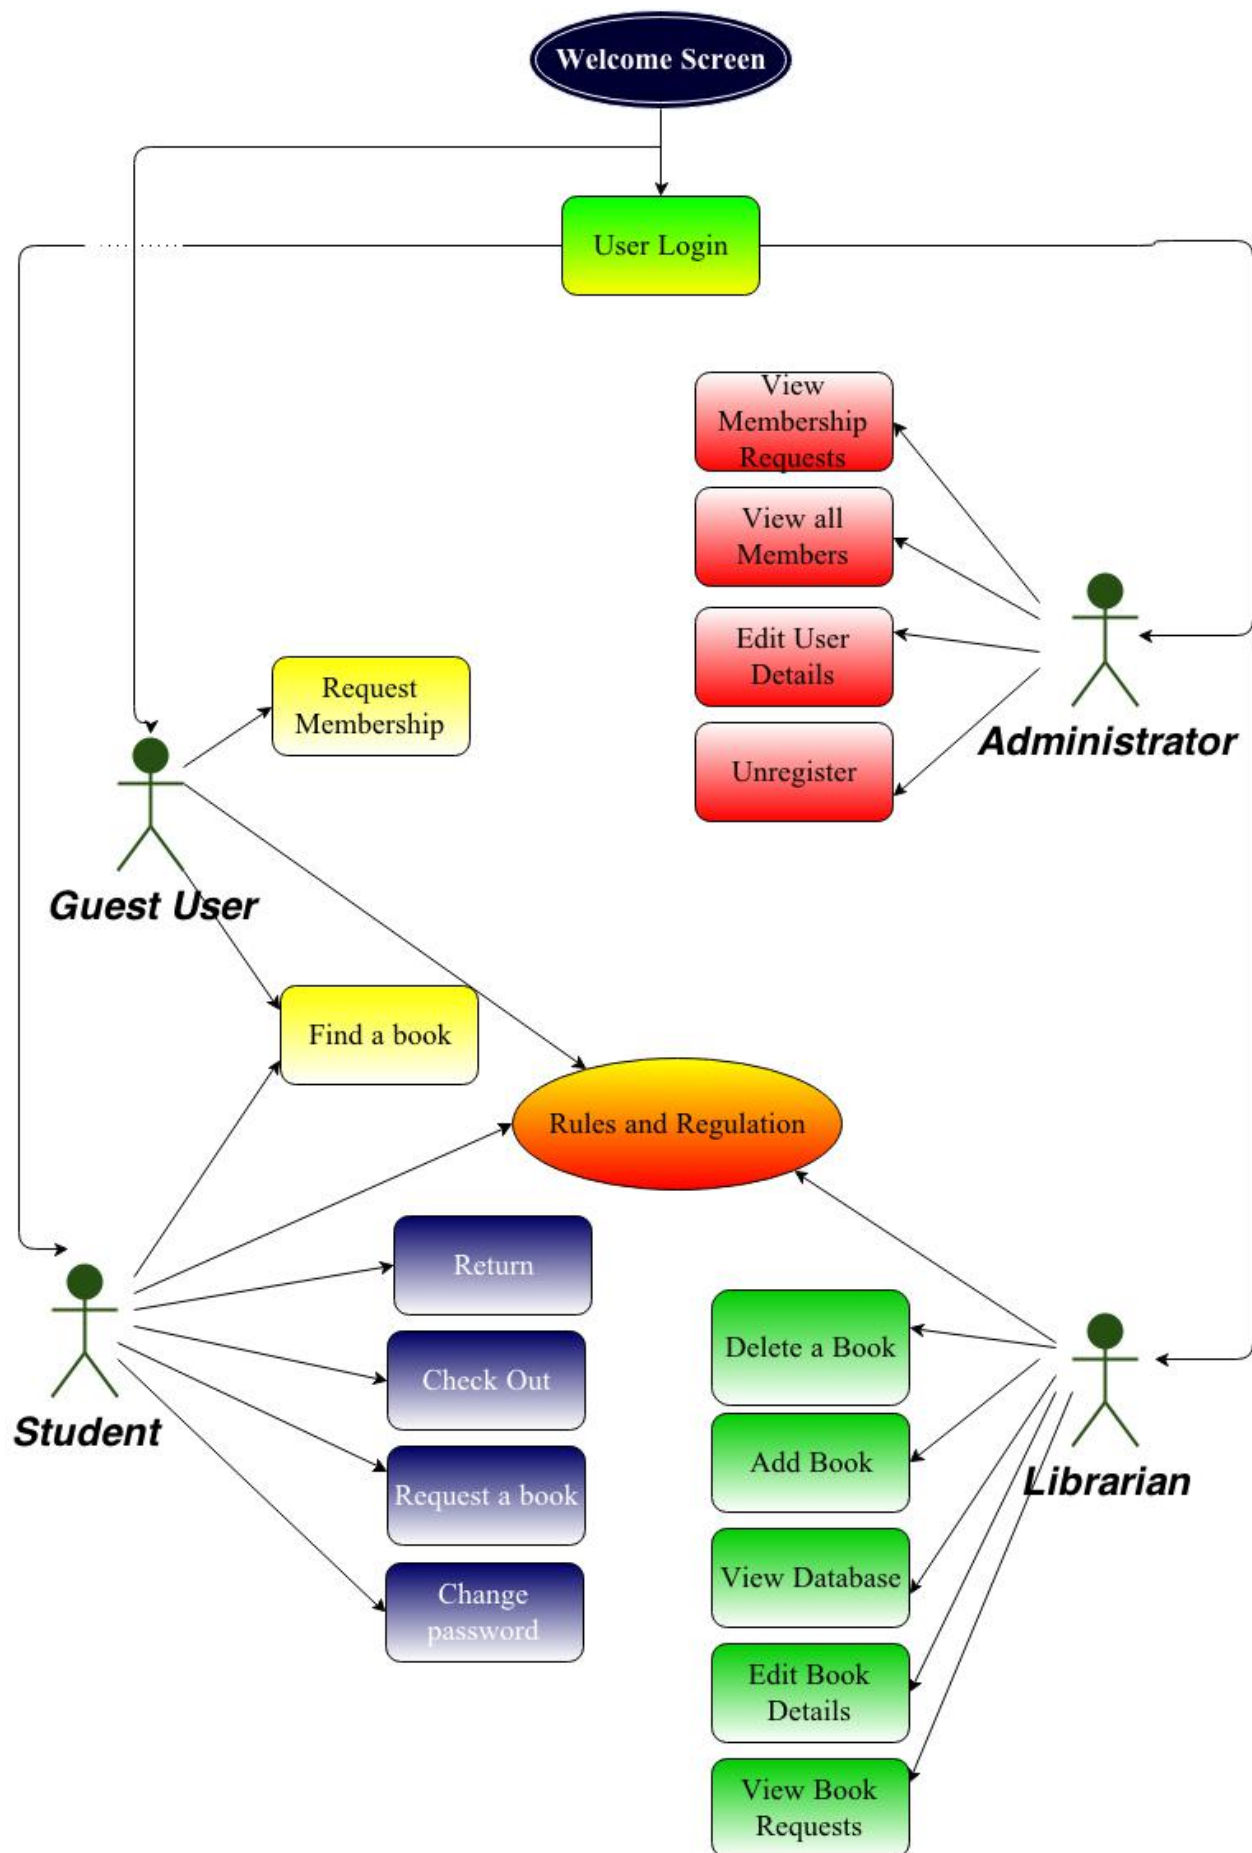 Welcome Screen
User Login
View
Membership
Requests
View all
Members
Edit User
Details
Unregister
Administrator
Request
Membership
Guest User
Find a book
Rules and Regulation
Return
Check Out
Request a book
Change
password
Student
Delete a Book
Add Book
View Database
Edit Book
Details
View Book
Requests
Librarian